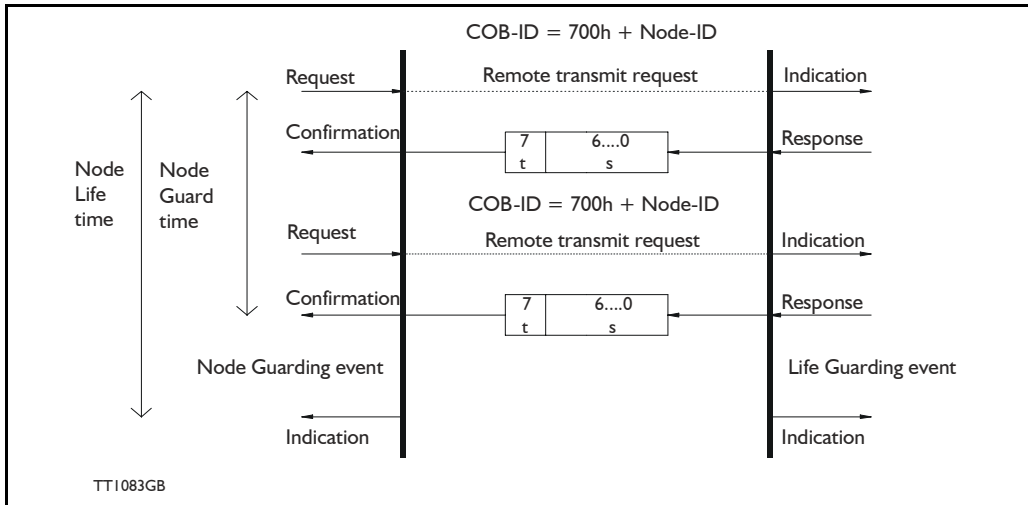 COB-ID = 700h + Node-ID
Request
Remote transmit request
Indication
Confirmation
7
6....0
Response
t
s
Node
Life
time
Node
Guard
time
COB-ID = 700h + Node-ID
Request
Remote transmit request
Indication
Confirmation
7
6....0
Response
t
s
Node Guarding event
Life Guarding event
Indication
Indication
TT1083GB